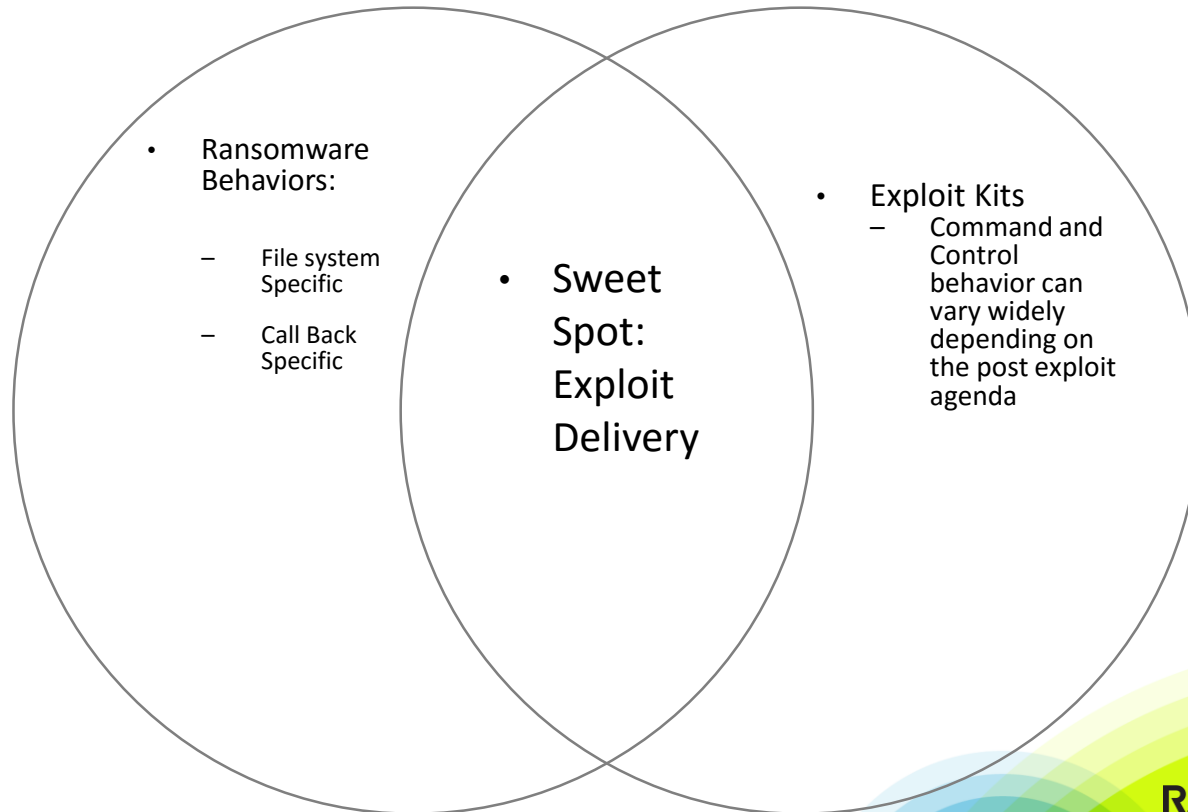 • Ransomware
Behaviors:
– File system
Specific
– Call Back
Specific
• Sweet
Spot:
Exploit
Delivery
• Exploit Kits
– Command and
Control
behavior can
vary widely
depending on
the post exploit
agenda
R